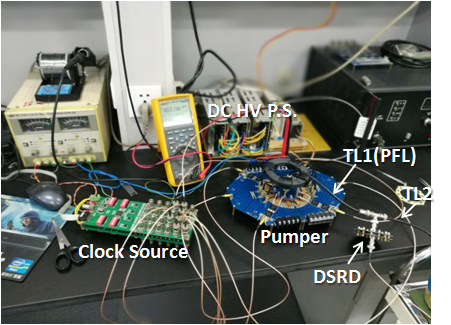 DC HV P.S.
TL1(PFL)
TL2
Clock Source
Pumper
DSRD